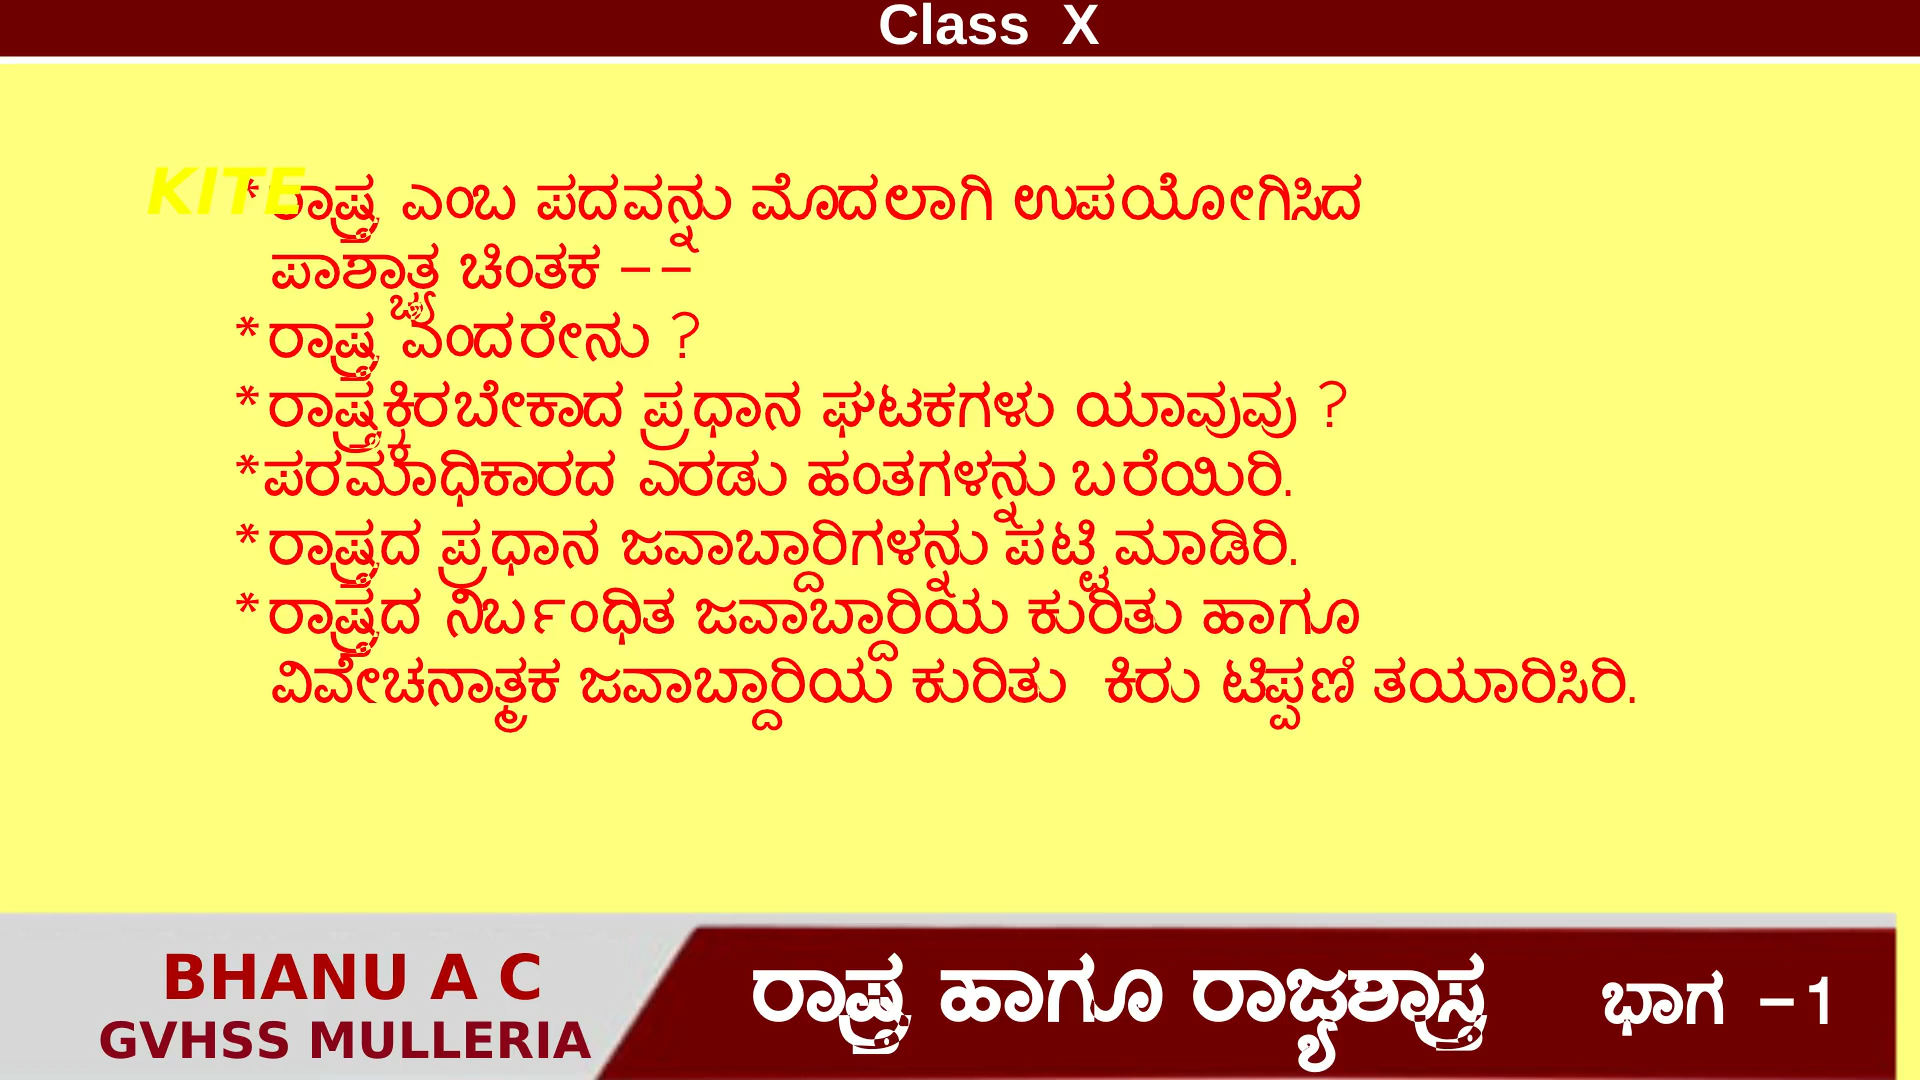 Class X
KITE
*ರಾಷ್ಟ್ರ ಎಂಬ ಪದವನ್ನು ಮೊದಲಾಗಿ ಉಪಯೋಗಿಸಿದ
ಪಾಶ್ಚಾತ್ಯ ಚಿಂತಕ --
*ರಾಷ್ಟ್ರ ಎಂದರೇನು ?
*ರಾಷ್ಟ್ರಕ್ಕಿರಬೇಕಾದ ಪ್ರಧಾನ ಘಟಕಗಳು ಯಾವುವು ?
*ಪರಮಾಧಿಕಾರದ ಎರಡು ಹಂತಗಳನ್ನು ಬರೆಯಿರಿ.
*ರಾಷ್ಟ್ರದ ಪ್ರಧಾನ ಜವಾಬ್ದಾರಿಗಳನ್ನು ಪಟ್ಟಿ ಮಾಡಿರಿ.
*ರಾಷ್ಟ್ರದ ನಿರ್ಬಂಧಿತ ಜವಾಬ್ದಾರಿಯ ಕುರಿತು ಹಾಗೂ
ವಿವೇಚನಾತ್ಮಕ ಜವಾಬ್ದಾರಿಯ ಕುರಿತು ಕಿರು ಟಿಪ್ಪಣಿ ತಯಾರಿಸಿರಿ.
BHANU A C
GVHSS MULLERIA
ರಾಷ್ಟ್ರ ಹಾಗೂ ರಾಜ್ಯಶಾಸ್ತ್ರ ಭಾಗ -1